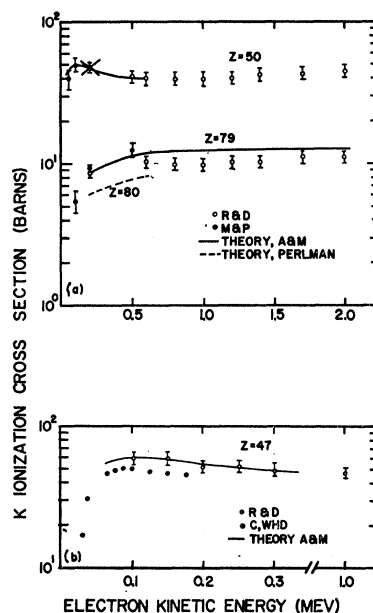 K IONIZATION CROSS SECTION (BARNS)
10²
10¹
10⁰
Z=50
Z=79
Z=80
R&D
M&P
THEORY, A&M
THEORY, PERLMAN
(a)
0.5
1.0
1.5
2.0
10²
10¹
Z=47
R&D
C,WHD
THEORY A&M
(b)
0.1
0.2
0.3
1.0
ELECTRON KINETIC ENERGY (MEV)